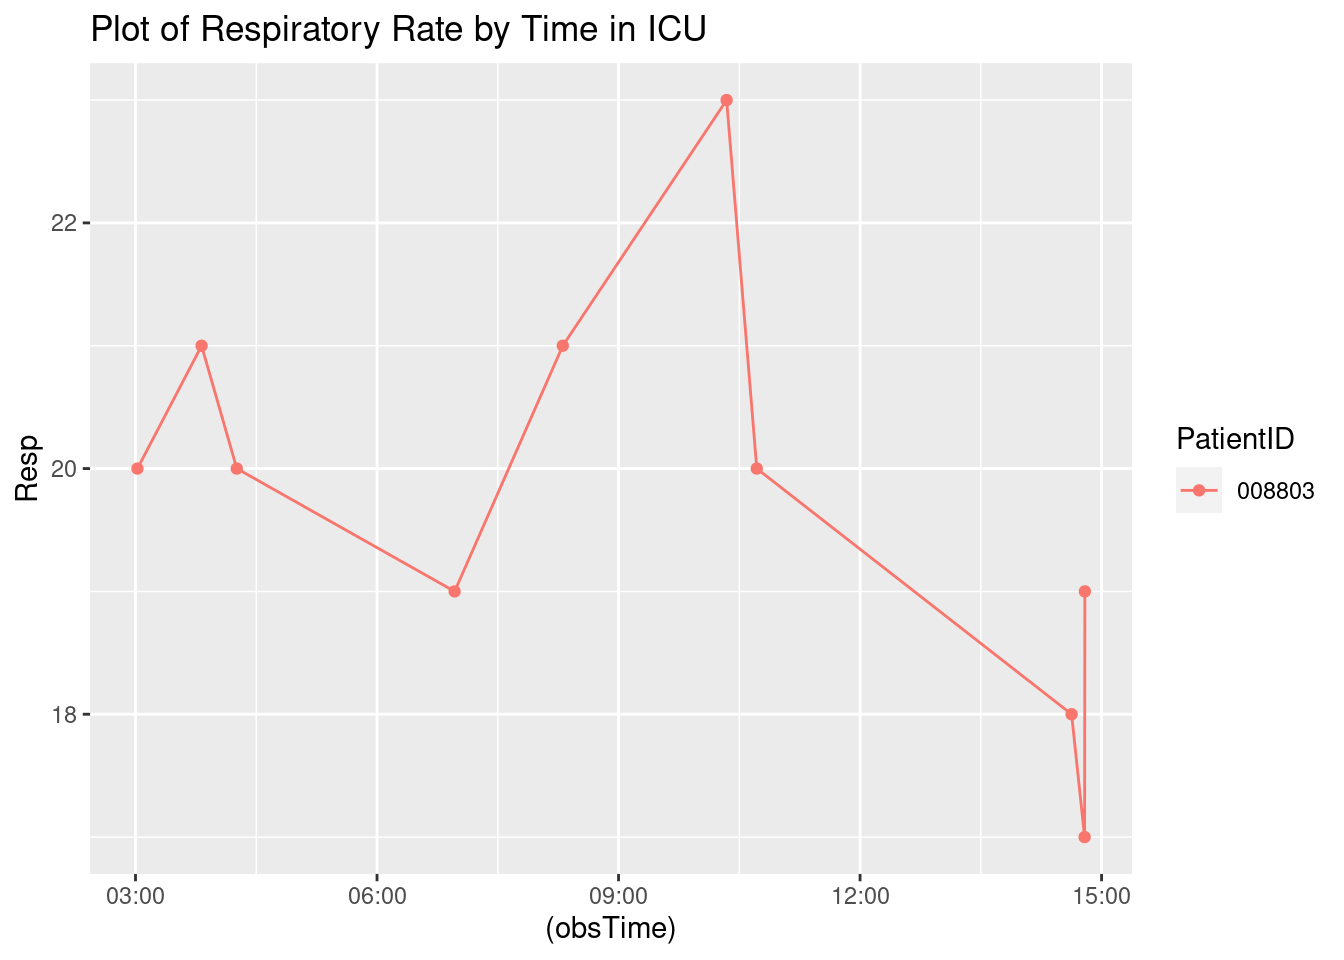 Plot of Respiratory Rate by Time in ICU
22
20
18
Resp
03:00 06:00 09:00 12:00 15:00
(obsTime)
PatientID
008803